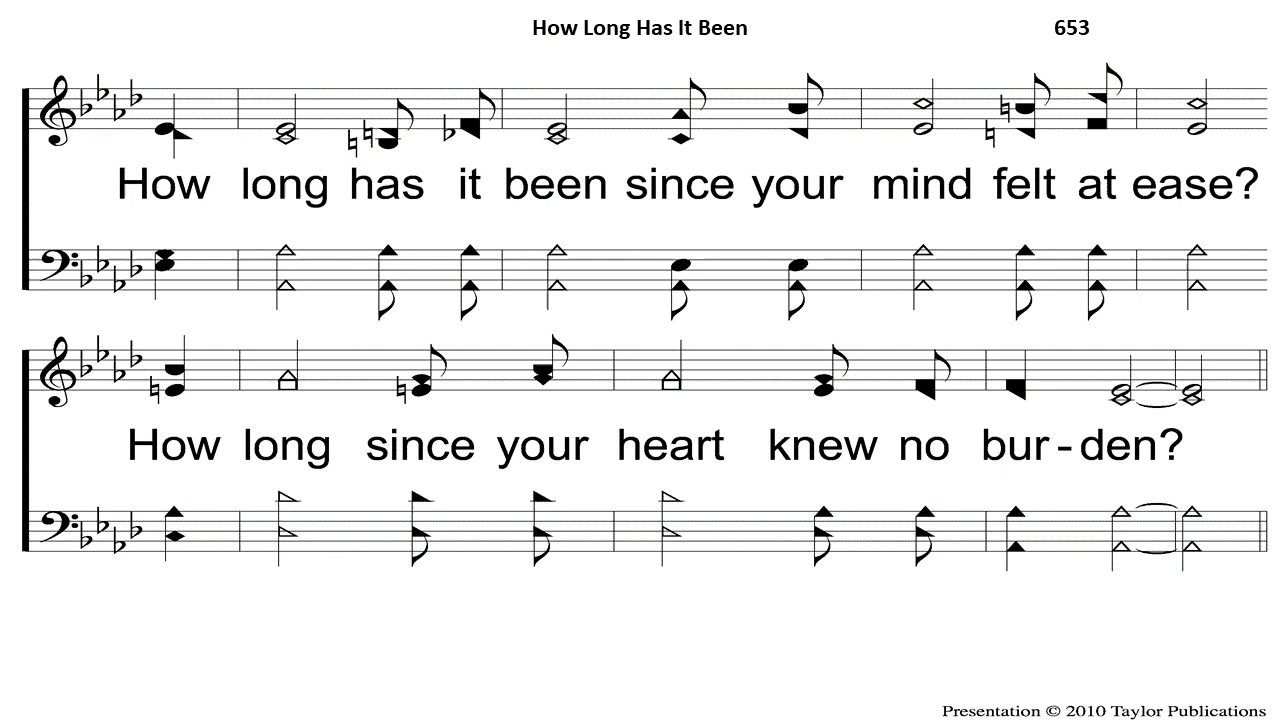 How Long Has It Been 653
How long has it been since your mind felt at ease?
How long since your heart knew no bur-den?
Presentation © 2010 Taylor Publications